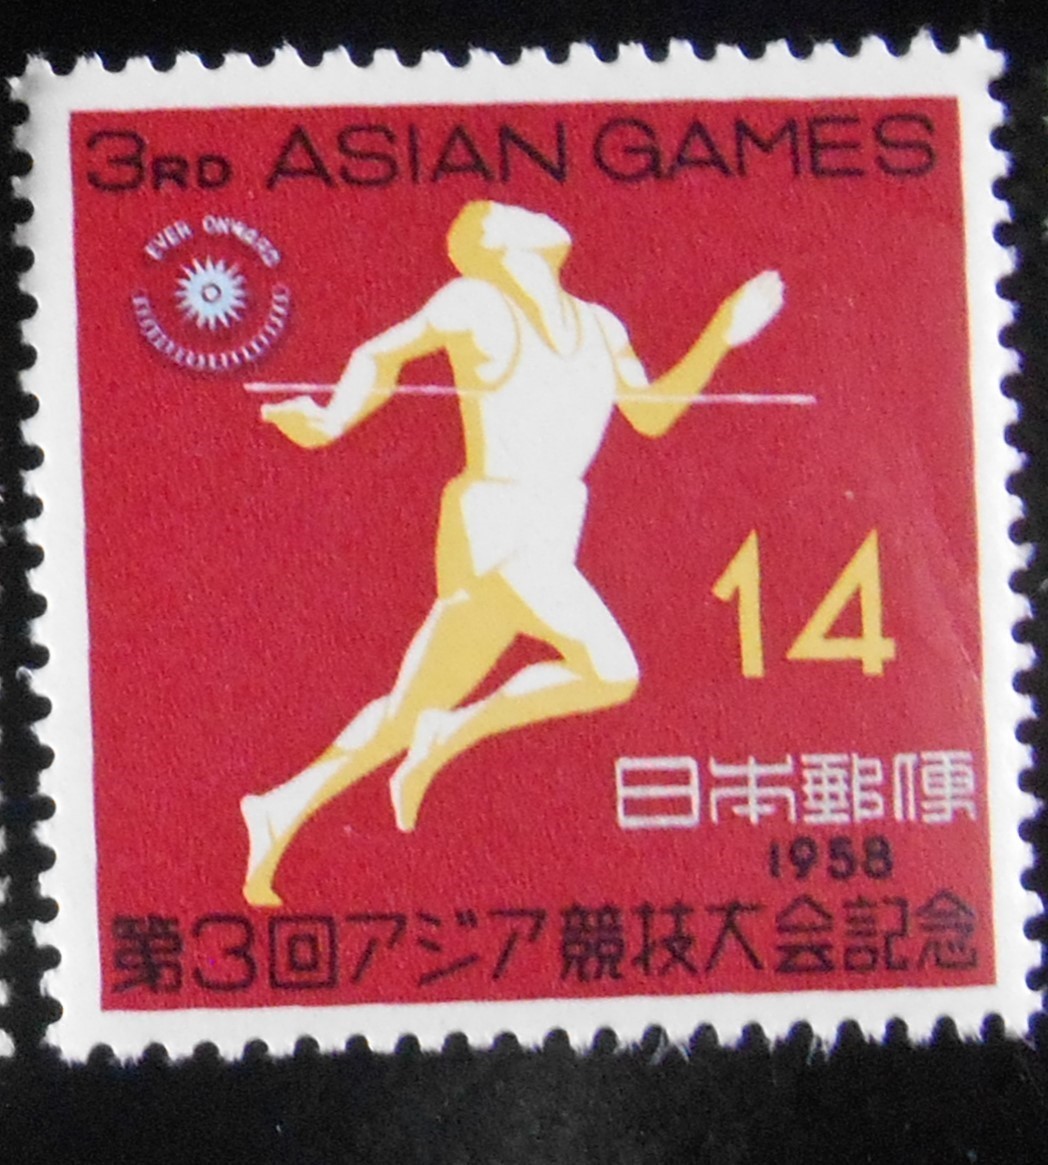 3RD ASIAN GAMES
EVER ONWARD
14
日本郵便
1958
第3回アジア競技大会記念